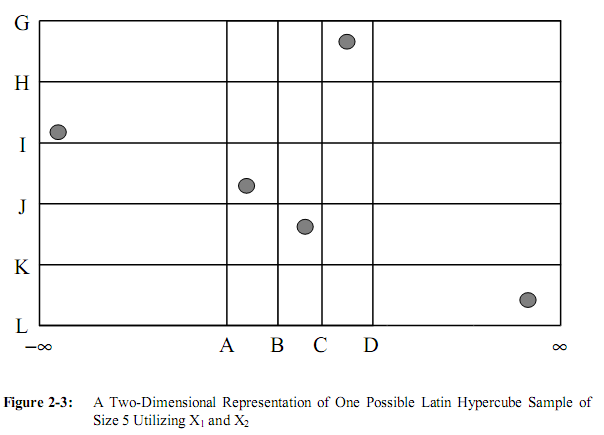 G
H
I
J
K
L
−∞ A B C D ∞
Figure 2-3: A Two-Dimensional Representation of One Possible Latin Hypercube Sample of
Size 5 Utilizing X₁ and X₂